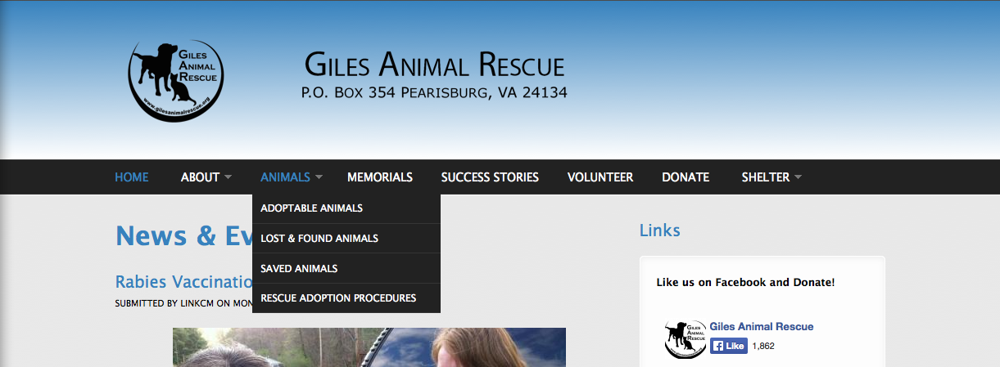 GILES
ANIMAL
RESCUE
www.gilesanimalrescue.org
GILES ANIMAL RESCUE
P.O. BOX 354 PEARISBURG, VA 24134
HOME ABOUT ANIMALS MEMORIALS SUCCESS STORIES VOLUNTEER DONATE SHELTER
ADOPTABLE ANIMALS
LOST & FOUND ANIMALS
SAVED ANIMALS
RESCUE ADOPTION PROCEDURES
News & Ev
Rabies Vaccinatio
SUBMITTED BY LINKCM ON MON
Links
Like us on Facebook and Donate!
GILES
ANIMAL
RESCUE
Giles Animal Rescue
Like 1,862